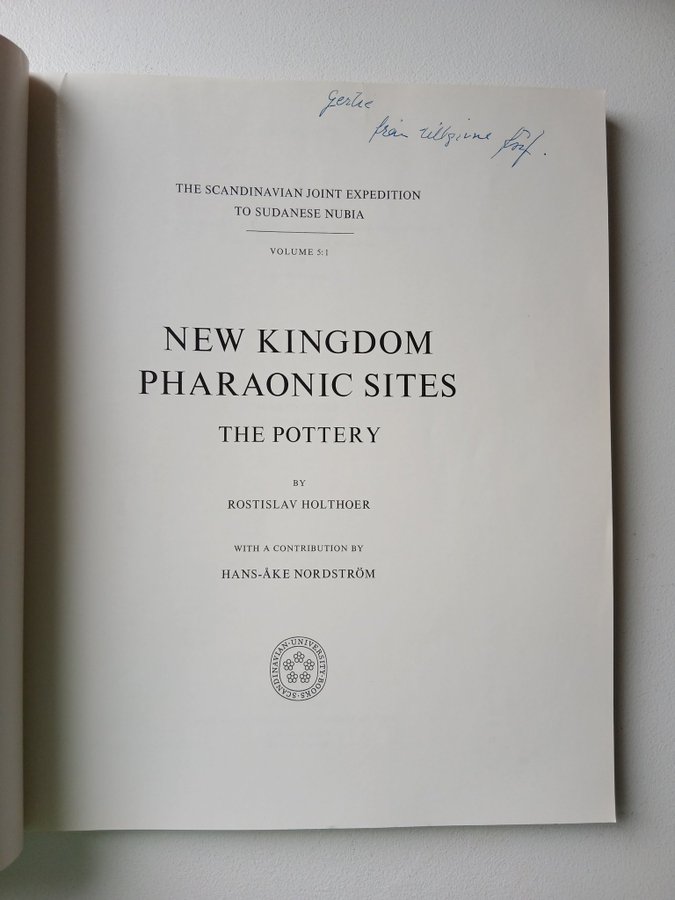 från tillgivne förf.
THE SCANDINAVIAN JOINT EXPEDITION
TO SUDANESE NUBIA
VOLUME 5:1
NEW KINGDOM
PHARAONIC SITES
THE POTTERY
BY
ROSTISLAV HOLTHOER
WITH A CONTRIBUTION BY
HANS-ÅKE NORDSTRÖM
SCANDINAVIAN·UNIVERSITY·BOOKS·